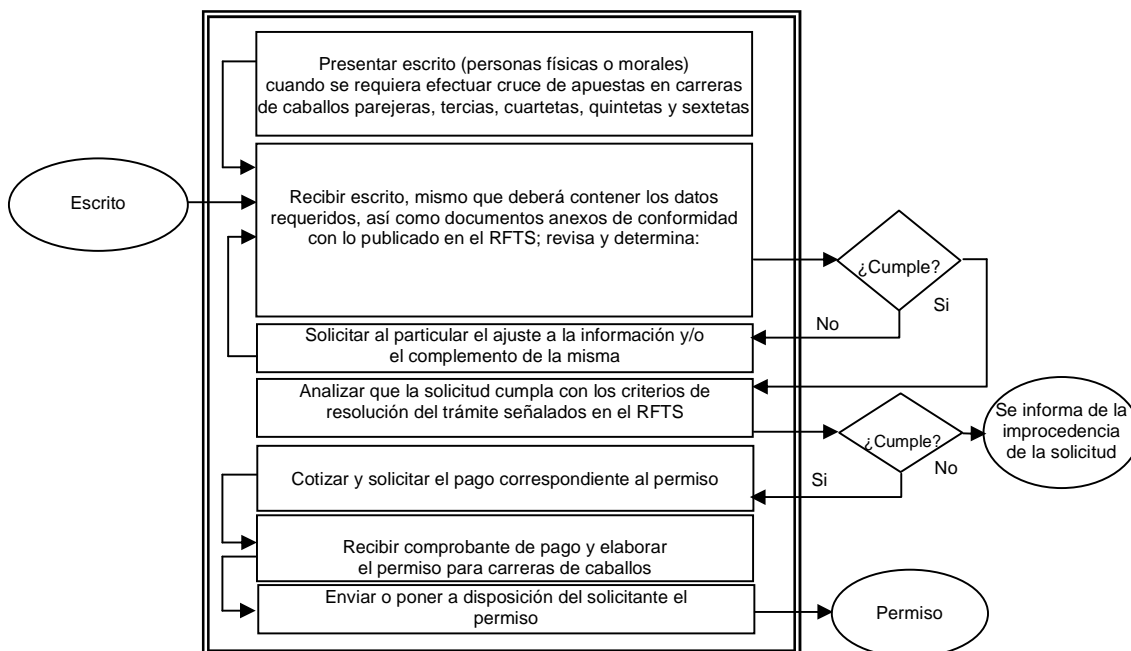 Presentar escrito (personas físicas o morales)
cuando se requiera efectuar cruce de apuestas en carreras
de caballos parejeras, tercias, cuartetas, quintetas y sextetas
Escrito
Recibir escrito, mismo que deberá contener los datos
requeridos, así como documentos anexos de conformidad
con lo publicado en el RFTS; revisa y determina:
¿Cumple?
Si
No
Solicitar al particular el ajuste a la información y/o
el complemento de la misma
Analizar que la solicitud cumpla con los criterios de
resolución del trámite señalados en el RFTS
¿Cumple?
No
Si
Se informa de la
improcedencia
de la solicitud
Cotizar y solicitar el pago correspondiente al permiso
Recibir comprobante de pago y elaborar
el permiso para carreras de caballos
Enviar o poner a disposición del solicitante el
permiso
Permiso